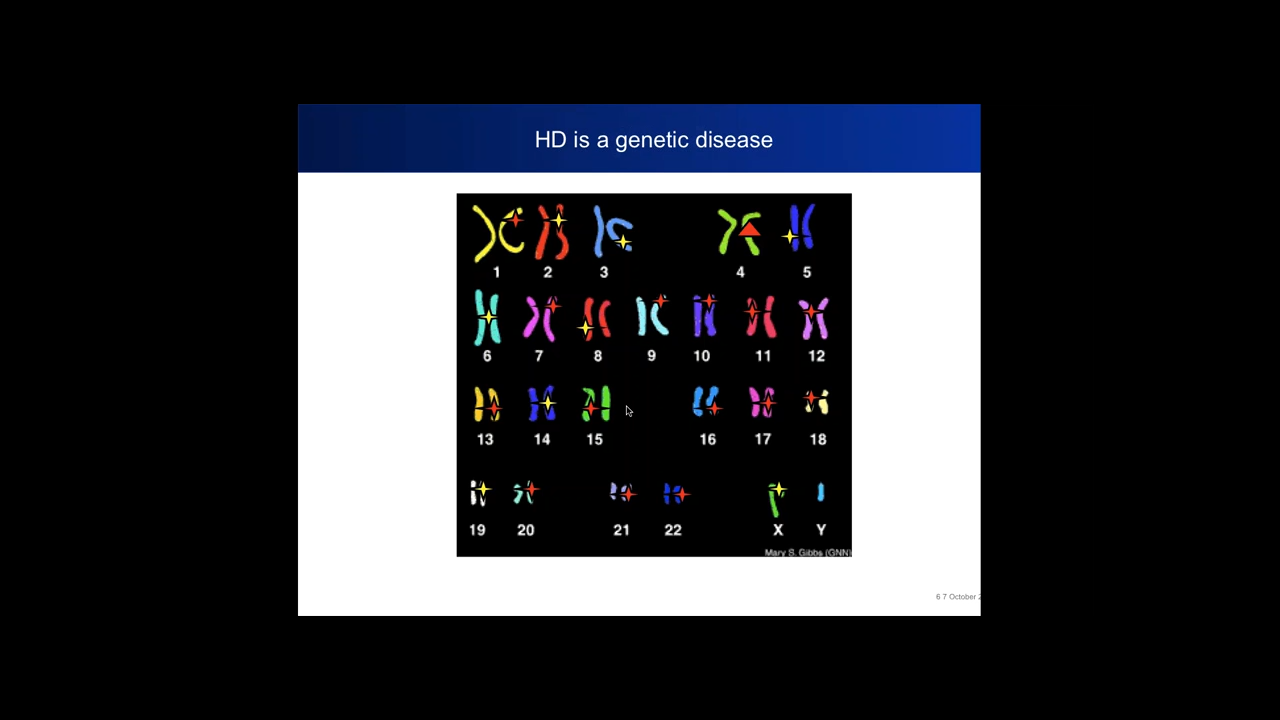 HD is a genetic disease
1 2 3 4 5
6 7 8 9 10 11 12
13 14 15 16 17 18
19 20 21 22 X Y
Mary S. Gibbs (GNN)
6 7 October